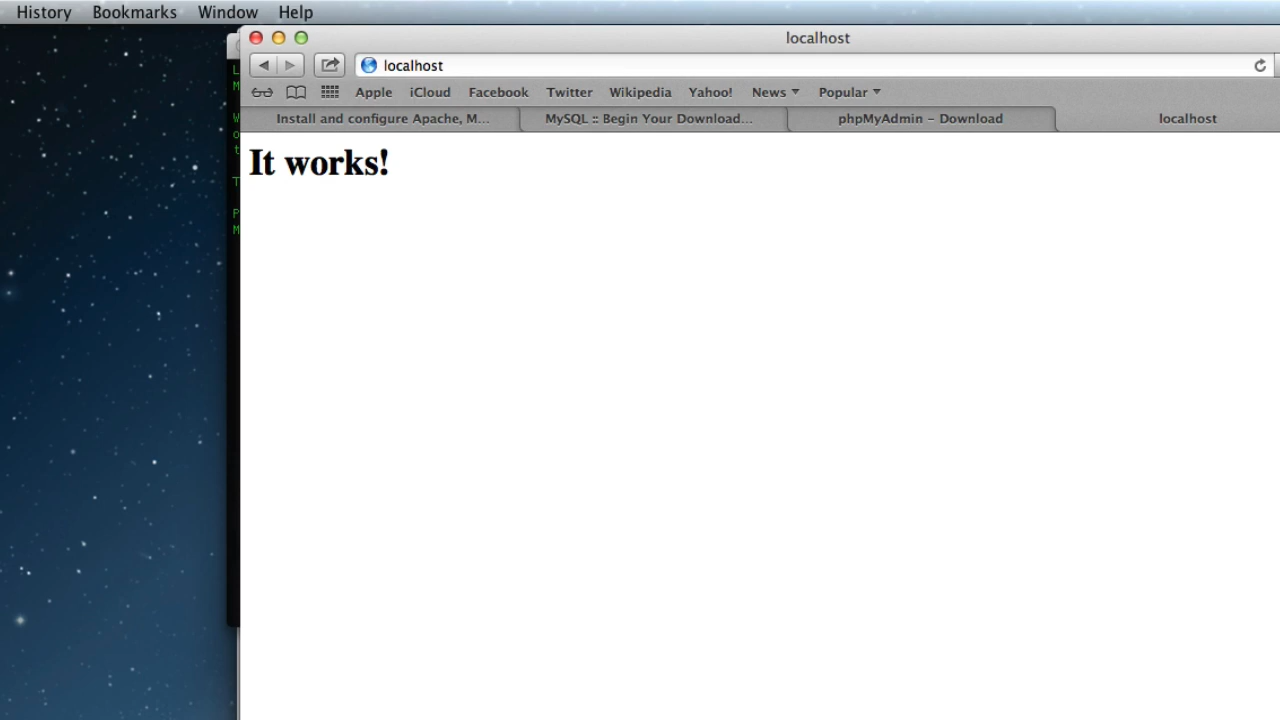 History Bookmarks Window Help
localhost
localhost
Apple iCloud Facebook Twitter Wikipedia Yahoo! News Popular
Install and configure Apache, M... MySQL :: Begin Your Download... phpMyAdmin – Download localhost
It works!
L
M
W
o
t
T
P
M